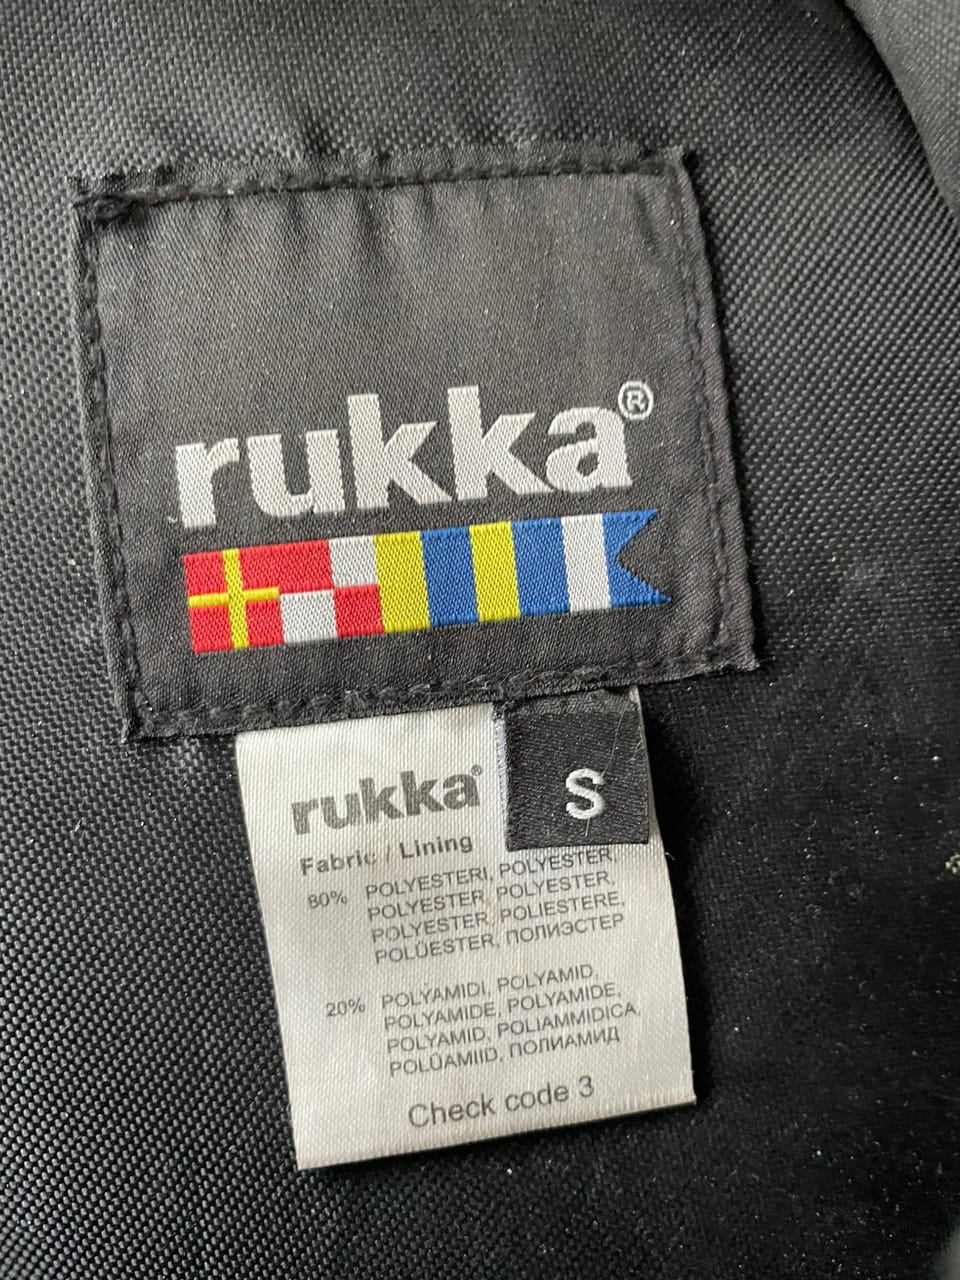 rukka®
rukka®
S
Fabric / Lining
80% POLYESTERI, POLYESTER,
POLYESTER, POLYESTER,
POLYESTER, POLIESTERE,
POLÜESTER, ПОЛИЭСТЕР
20% POLYAMIDI, POLYAMID,
POLYAMIDE, POLYAMIDE,
POLYAMID, POLIAMMIDICA,
POLÜAMIID, ПОЛИАМИД
Check code 3